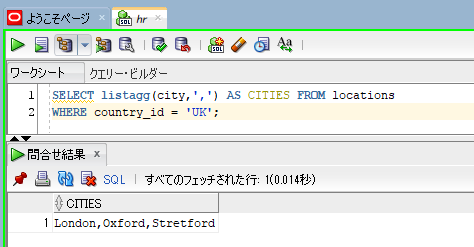 ようこそページ
hr
SQL
Aa
ワークシート クエリー・ビルダー
1 SELECT listagg(city,',') AS CITIES FROM locations
2 WHERE country_id = 'UK';
問合せ結果
SQL | すべてのフェッチされた行: 1(0.014秒)
CITIES
1 London,Oxford,Stretford